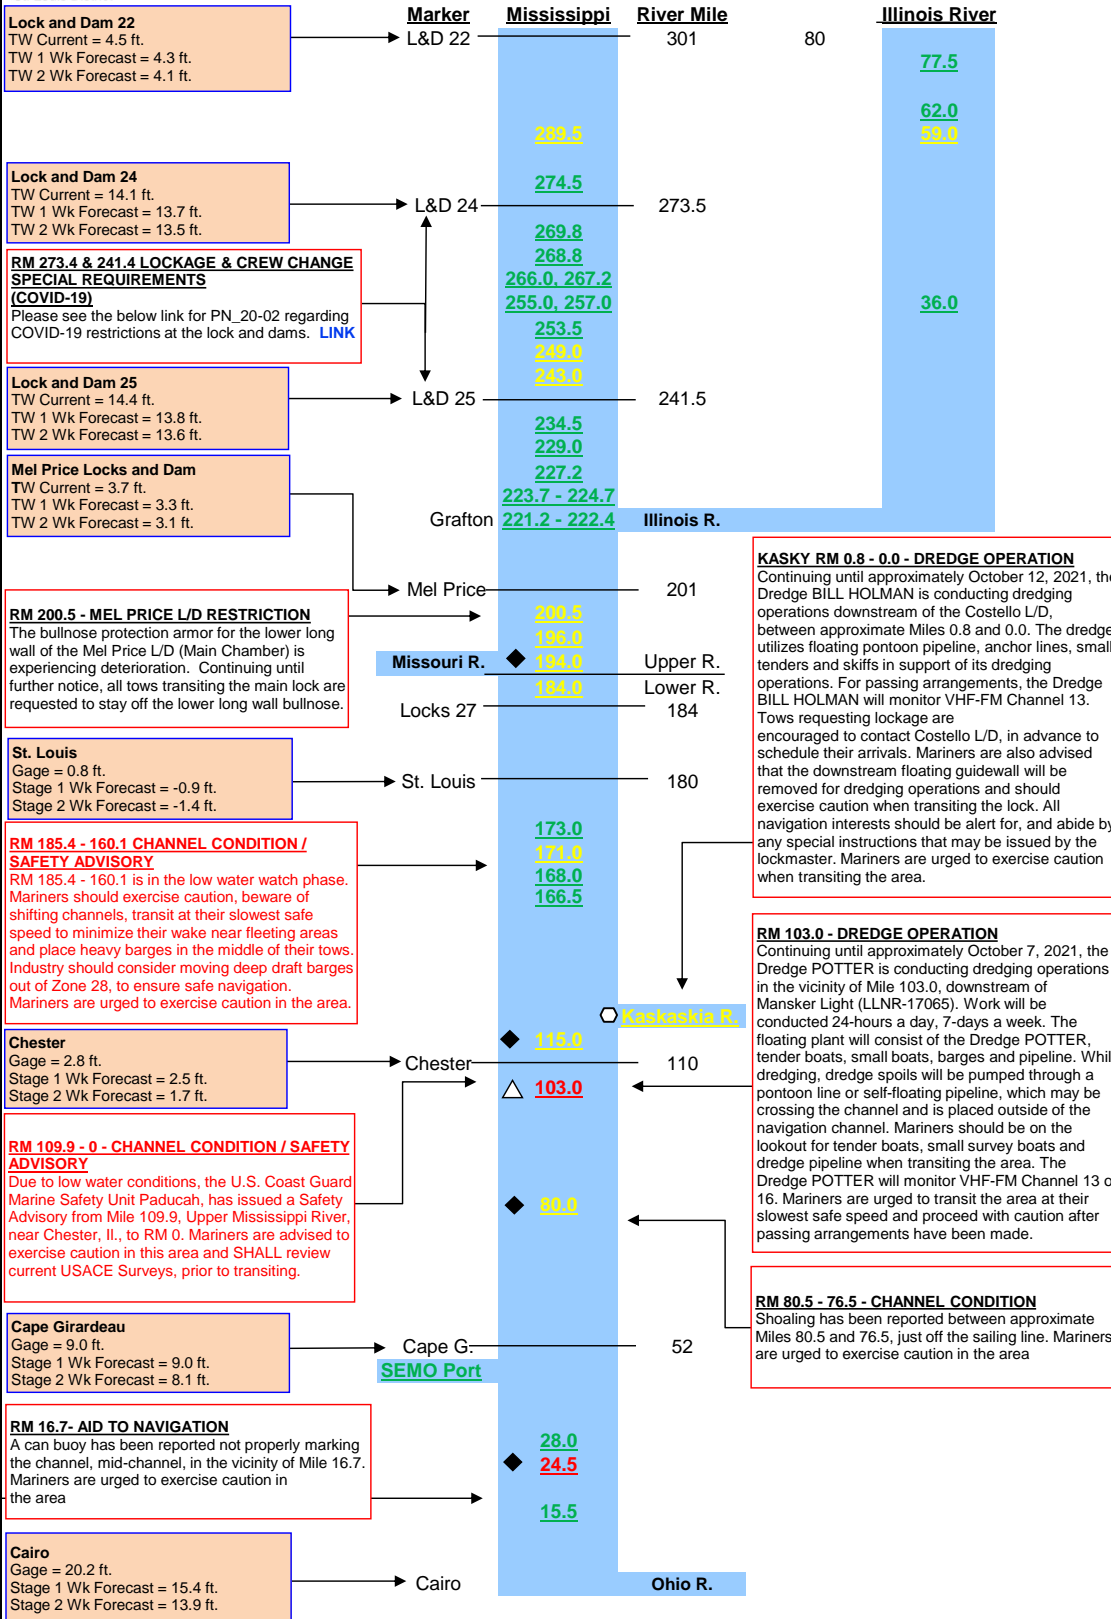 Marker Mississippi River Mile Illinois River
Lock and Dam 22
TW Current = 4.5 ft.
TW 1 Wk Forecast = 4.3 ft.
TW 2 Wk Forecast = 4.1 ft.
L&D 22 301 80
77.5
62.0
289.5 59.0
Lock and Dam 24
TW Current = 14.1 ft.
TW 1 Wk Forecast = 13.7 ft.
TW 2 Wk Forecast = 13.5 ft.
274.5
L&D 24 273.5
269.8
268.8
266.0, 267.2
255.0, 257.0 36.0
253.5
249.0
243.0
RM 273.4 & 241.4 LOCKAGE & CREW CHANGE
SPECIAL REQUIREMENTS
(COVID-19)
Please see the below link for PN_20-02 regarding
COVID-19 restrictions at the lock and dams. LINK
Lock and Dam 25
TW Current = 14.4 ft.
TW 1 Wk Forecast = 13.8 ft.
TW 2 Wk Forecast = 13.6 ft.
L&D 25 241.5
234.5
229.0
227.2
223.7 - 224.7
Grafton 221.2 - 222.4 Illinois R.
Mel Price Locks and Dam
TW Current = 3.7 ft.
TW 1 Wk Forecast = 3.3 ft.
TW 2 Wk Forecast = 3.1 ft.
Mel Price 201
RM 200.5 - MEL PRICE L/D RESTRICTION
The bullnose protection armor for the lower long
wall of the Mel Price L/D (Main Chamber) is
experiencing deterioration. Continuing until
further notice, all tows transiting the main lock are
requested to stay off the lower long wall bullnose.
200.5
196.0
Missouri R. 194.0 Upper R.
184.0 Lower R.
Locks 27 184
KASKY RM 0.8 - 0.0 - DREDGE OPERATION
Continuing until approximately October 12, 2021, the
Dredge BILL HOLMAN is conducting dredging
operations downstream of the Costello L/D,
between approximate Miles 0.8 and 0.0. The dredge
utilizes floating pontoon pipeline, anchor lines, small
tenders and skiffs in support of its dredging
operations. For passing arrangements, the Dredge
BILL HOLMAN will monitor VHF-FM Channel 13.
Tows requesting lockage are
encouraged to contact Costello L/D, in advance to
schedule their arrivals. Mariners are also advised
that the downstream floating guidewall will be
removed for dredging operations and should
exercise caution when transiting the lock. All
navigation interests should be alert for, and abide by
any special instructions that may be issued by the
lockmaster. Mariners are urged to exercise caution
when transiting the area.
St. Louis
Gage = 0.8 ft.
Stage 1 Wk Forecast = -0.9 ft.
Stage 2 Wk Forecast = -1.4 ft.
St. Louis 180
173.0
171.0
168.0
166.5
RM 185.4 - 160.1 CHANNEL CONDITION /
SAFETY ADVISORY
RM 185.4 - 160.1 is in the low water watch phase.
Mariners should exercise caution, beware of
shifting channels, transit at their slowest safe
speed to minimize their wake near fleeting areas
and place heavy barges in the middle of their tows.
Industry should consider moving deep draft barges
out of Zone 28, to ensure safe navigation.
Mariners are urged to exercise caution in the area.
Kaskaskia R.
115.0
Chester
Gage = 2.8 ft.
Stage 1 Wk Forecast = 2.5 ft.
Stage 2 Wk Forecast = 1.7 ft.
Chester 110
103.0
RM 103.0 - DREDGE OPERATION
Continuing until approximately October 7, 2021, the
Dredge POTTER is conducting dredging operations
in the vicinity of Mile 103.0, downstream of
Mansker Light (LLNR-17065). Work will be
conducted 24-hours a day, 7-days a week. The
floating plant will consist of the Dredge POTTER,
tender boats, small boats, barges and pipeline. Whil
dredging, dredge spoils will be pumped through a
pontoon line or self-floating pipeline, which may be
crossing the channel and is placed outside of the
navigation channel. Mariners should be on the
lookout for tender boats, small survey boats and
dredge pipeline when transiting the area. The
Dredge POTTER will monitor VHF-FM Channel 13 o
16. Mariners are urged to transit the area at their
slowest safe speed and proceed with caution after
passing arrangements have been made.
RM 109.9 - 0 - CHANNEL CONDITION / SAFETY
ADVISORY
Due to low water conditions, the U.S. Coast Guard
Marine Safety Unit Paducah, has issued a Safety
Advisory from Mile 109.9, Upper Mississippi River,
near Chester, Il., to RM 0. Mariners are advised to
exercise caution in this area and SHALL review
current USACE Surveys, prior to transiting.
80.0
RM 80.5 - 76.5 - CHANNEL CONDITION
Shoaling has been reported between approximate
Miles 80.5 and 76.5, just off the sailing line. Mariners
are urged to exercise caution in the area
Cape Girardeau
Gage = 9.0 ft.
Stage 1 Wk Forecast = 9.0 ft.
Stage 2 Wk Forecast = 8.1 ft.
Cape G. 52
SEMO Port
RM 16.7- AID TO NAVIGATION
A can buoy has been reported not properly marking
the channel, mid-channel, in the vicinity of Mile 16.7.
Mariners are urged to exercise caution in
the area
28.0
24.5
15.5
Cairo
Gage = 20.2 ft.
Stage 1 Wk Forecast = 15.4 ft.
Stage 2 Wk Forecast = 13.9 ft.
Cairo Ohio R.